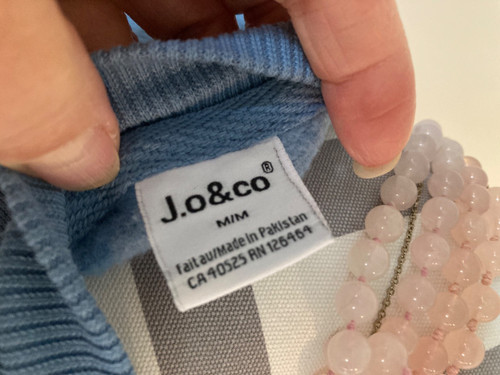 J.o&co®
M/M
fait au/Made in Pakistan
CA 40525 RN 126464